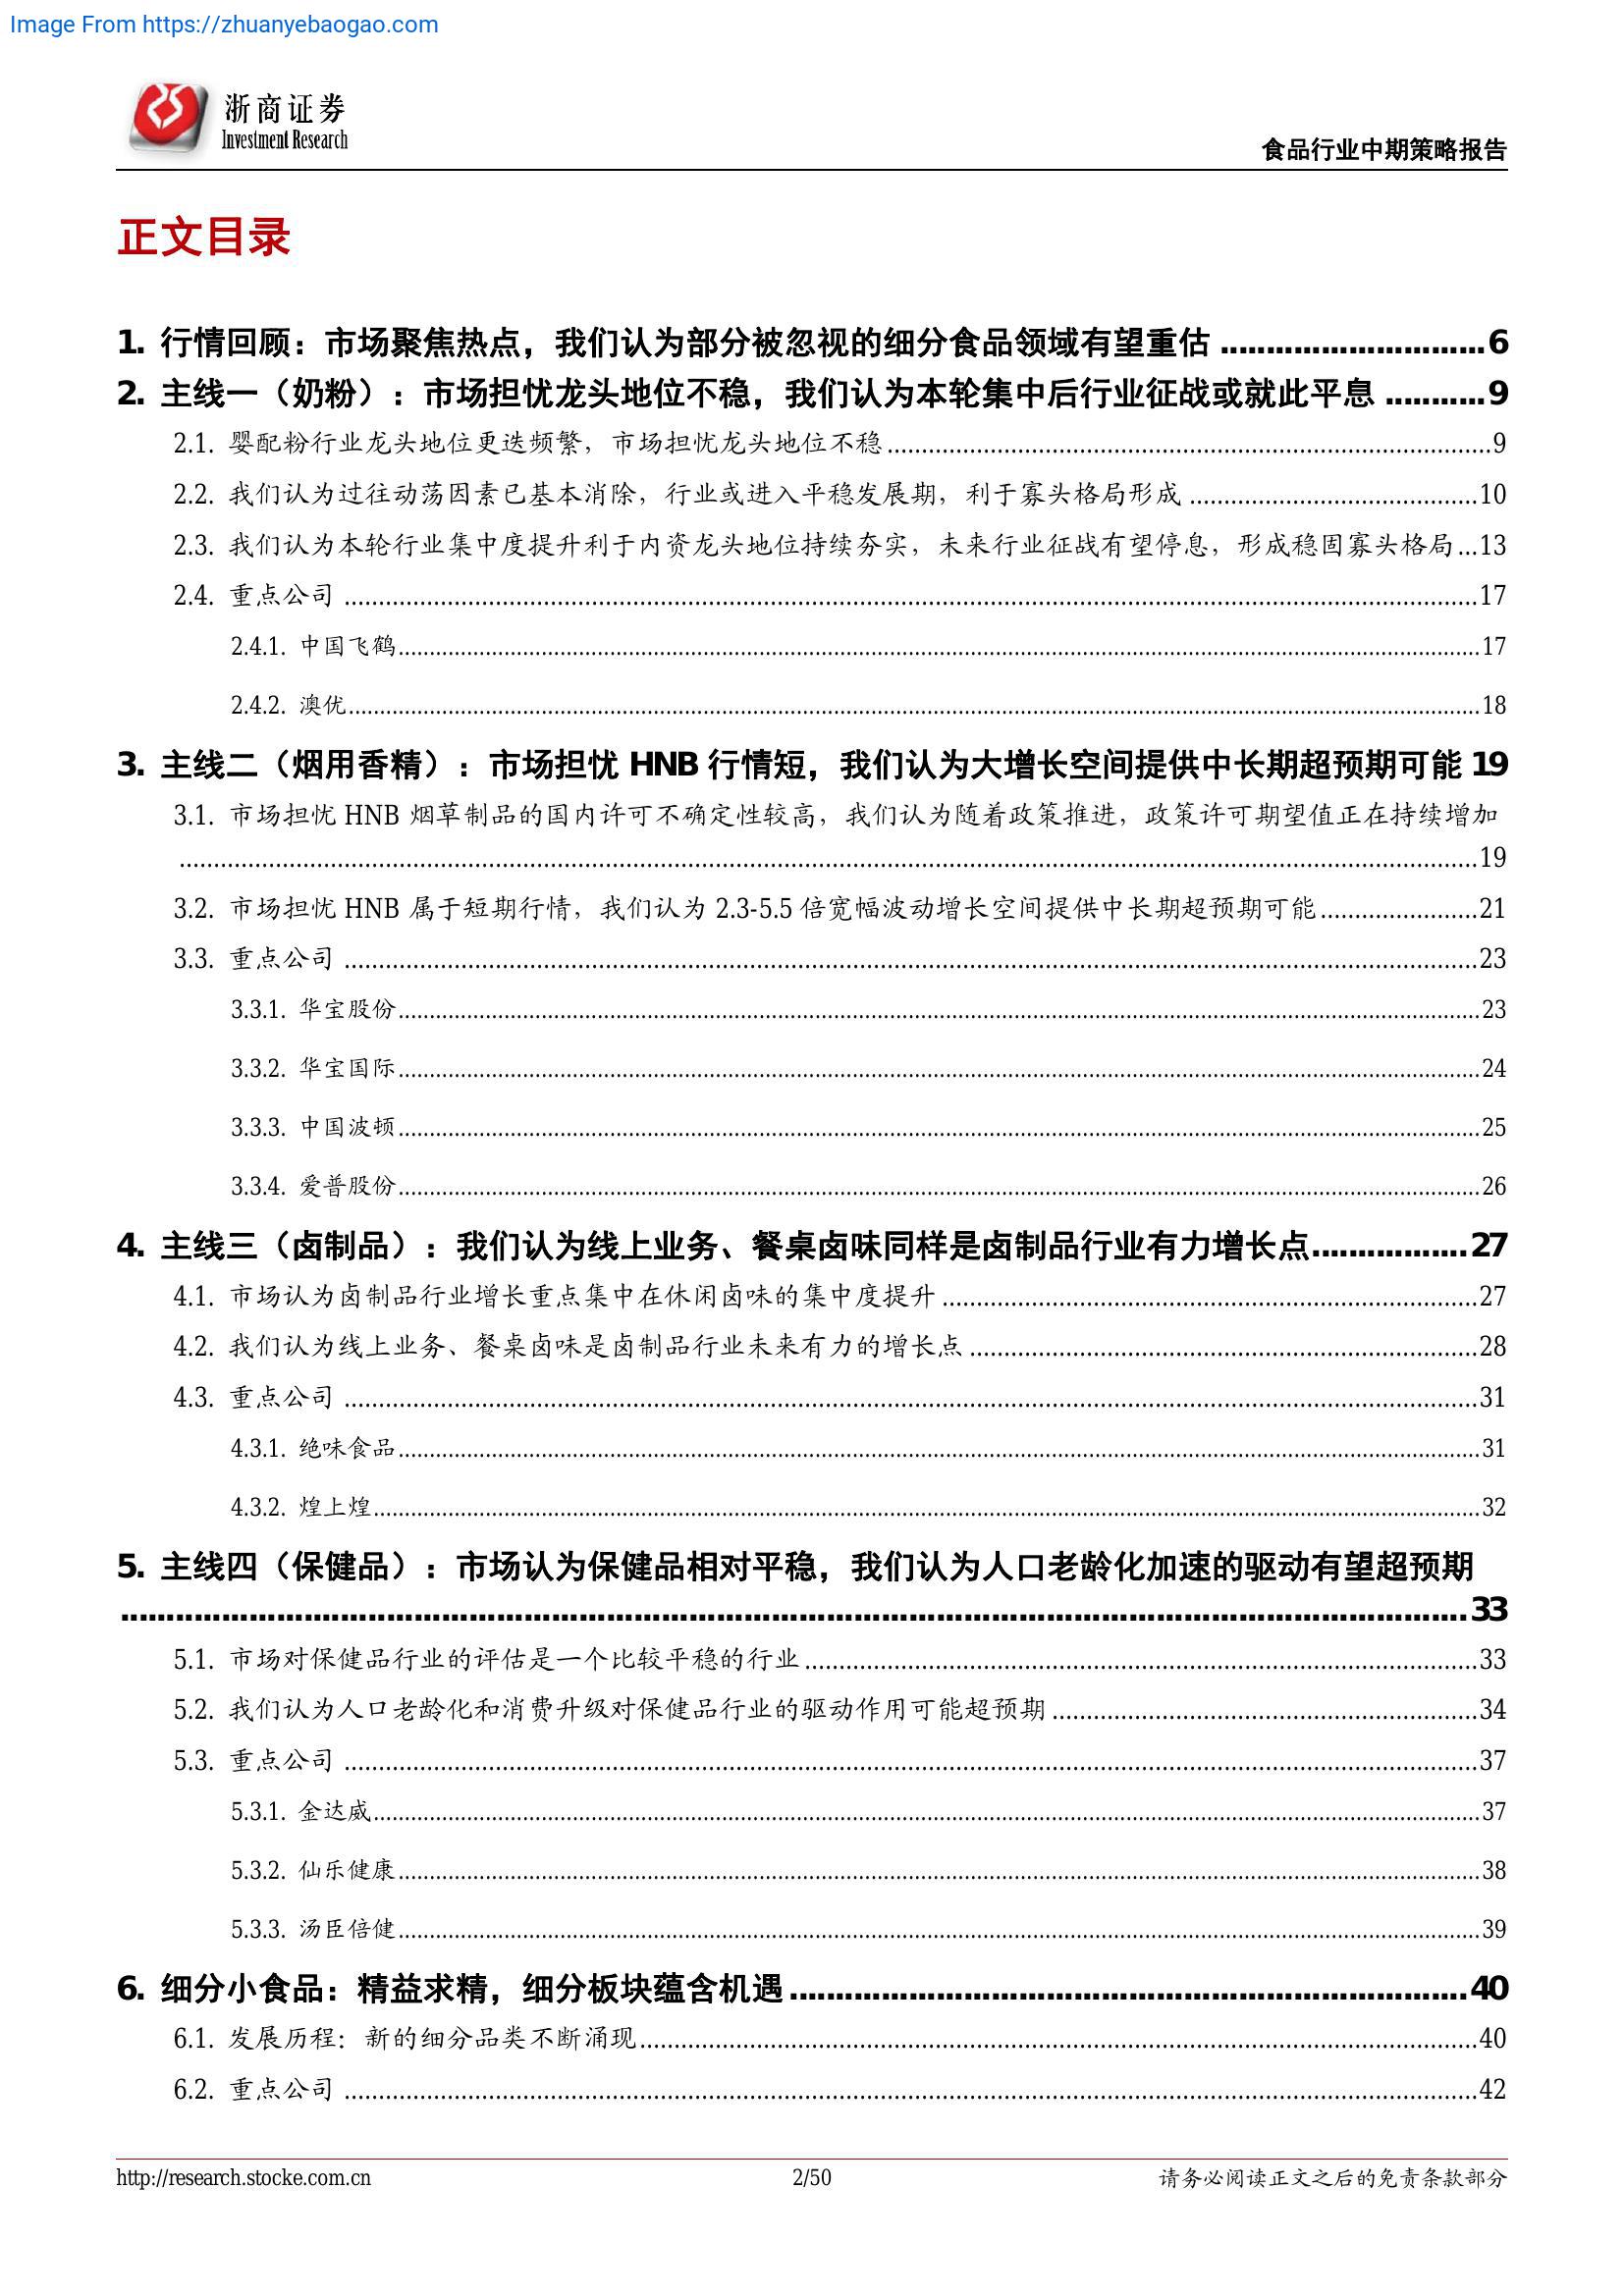 Image From https://zhuanyebaogao.com
浙商证券
Investment Research
食品行业中期策略报告
正文目录
1. 行情回顾：市场聚焦热点，我们认为部分被忽视的细分食品领域有望重估 ............................. 6
2. 主线一（奶粉）：市场担忧龙头地位不稳，我们认为本轮集中后行业征战或就此平息 ........... 9
2.1. 婴配粉行业龙头地位更迭频繁，市场担忧龙头地位不稳 ........................................ 9
2.2. 我们认为过往动荡因素已基本消除，行业或进入平稳发展期，利于寡头格局形成 .................... 10
2.3. 我们认为本轮行业集中度提升利于内资龙头地位持续夯实，未来行业征战有望停息，形成稳固寡头格局 ... 13
2.4. 重点公司 ........................................ 17
2.4.1. 中国飞鹤 ........................................ 17
2.4.2. 澳优 ........................................ 18
3. 主线二（烟用香精）：市场担忧 HNB 行情短，我们认为大增长空间提供中长期超预期可能 19
3.1. 市场担忧 HNB 烟草制品的国内许可不确定性较高，我们认为随着政策推进，政策许可期望值正在持续增加
........................................ 19
3.2. 市场担忧 HNB 属于短期行情，我们认为 2.3-5.5 倍宽幅波动增长空间提供中长期超预期可能 ....................... 21
3.3. 重点公司 ........................................ 23
3.3.1. 华宝股份 ........................................ 23
3.3.2. 华宝国际 ........................................ 24
3.3.3. 中国波顿 ........................................ 25
3.3.4. 爱普股份 ........................................ 26
4. 主线三（卤制品）：我们认为线上业务、餐桌卤味同样是卤制品行业有力增长点 ................. 27
4.1. 市场认为卤制品行业增长重点集中在休闲卤味的集中度提升 ........................................ 27
4.2. 我们认为线上业务、餐桌卤味是卤制品行业未来有力的增长点 ........................................ 28
4.3. 重点公司 ........................................ 31
4.3.1. 绝味食品 ........................................ 31
4.3.2. 煌上煌 ........................................ 32
5. 主线四（保健品）：市场认为保健品相对平稳，我们认为人口老龄化加速的驱动有望超预期
........................................ 33
5.1. 市场对保健品行业的评估是一个比较平稳的行业 ........................................ 33
5.2. 我们认为人口老龄化和消费升级对保健品行业的驱动作用可能超预期 ........................................ 34
5.3. 重点公司 ........................................ 37
5.3.1. 金达威 ........................................ 37
5.3.2. 仙乐健康 ........................................ 38
5.3.3. 汤臣倍健 ........................................ 39
6. 细分小食品：精益求精，细分板块蕴含机遇 ........................................ 40
6.1. 发展历程：新的细分品类不断涌现 ........................................ 40
6.2. 重点公司 ........................................ 42
http://research.stocke.com.cn
2/50
请务必阅读正文之后的免责条款部分